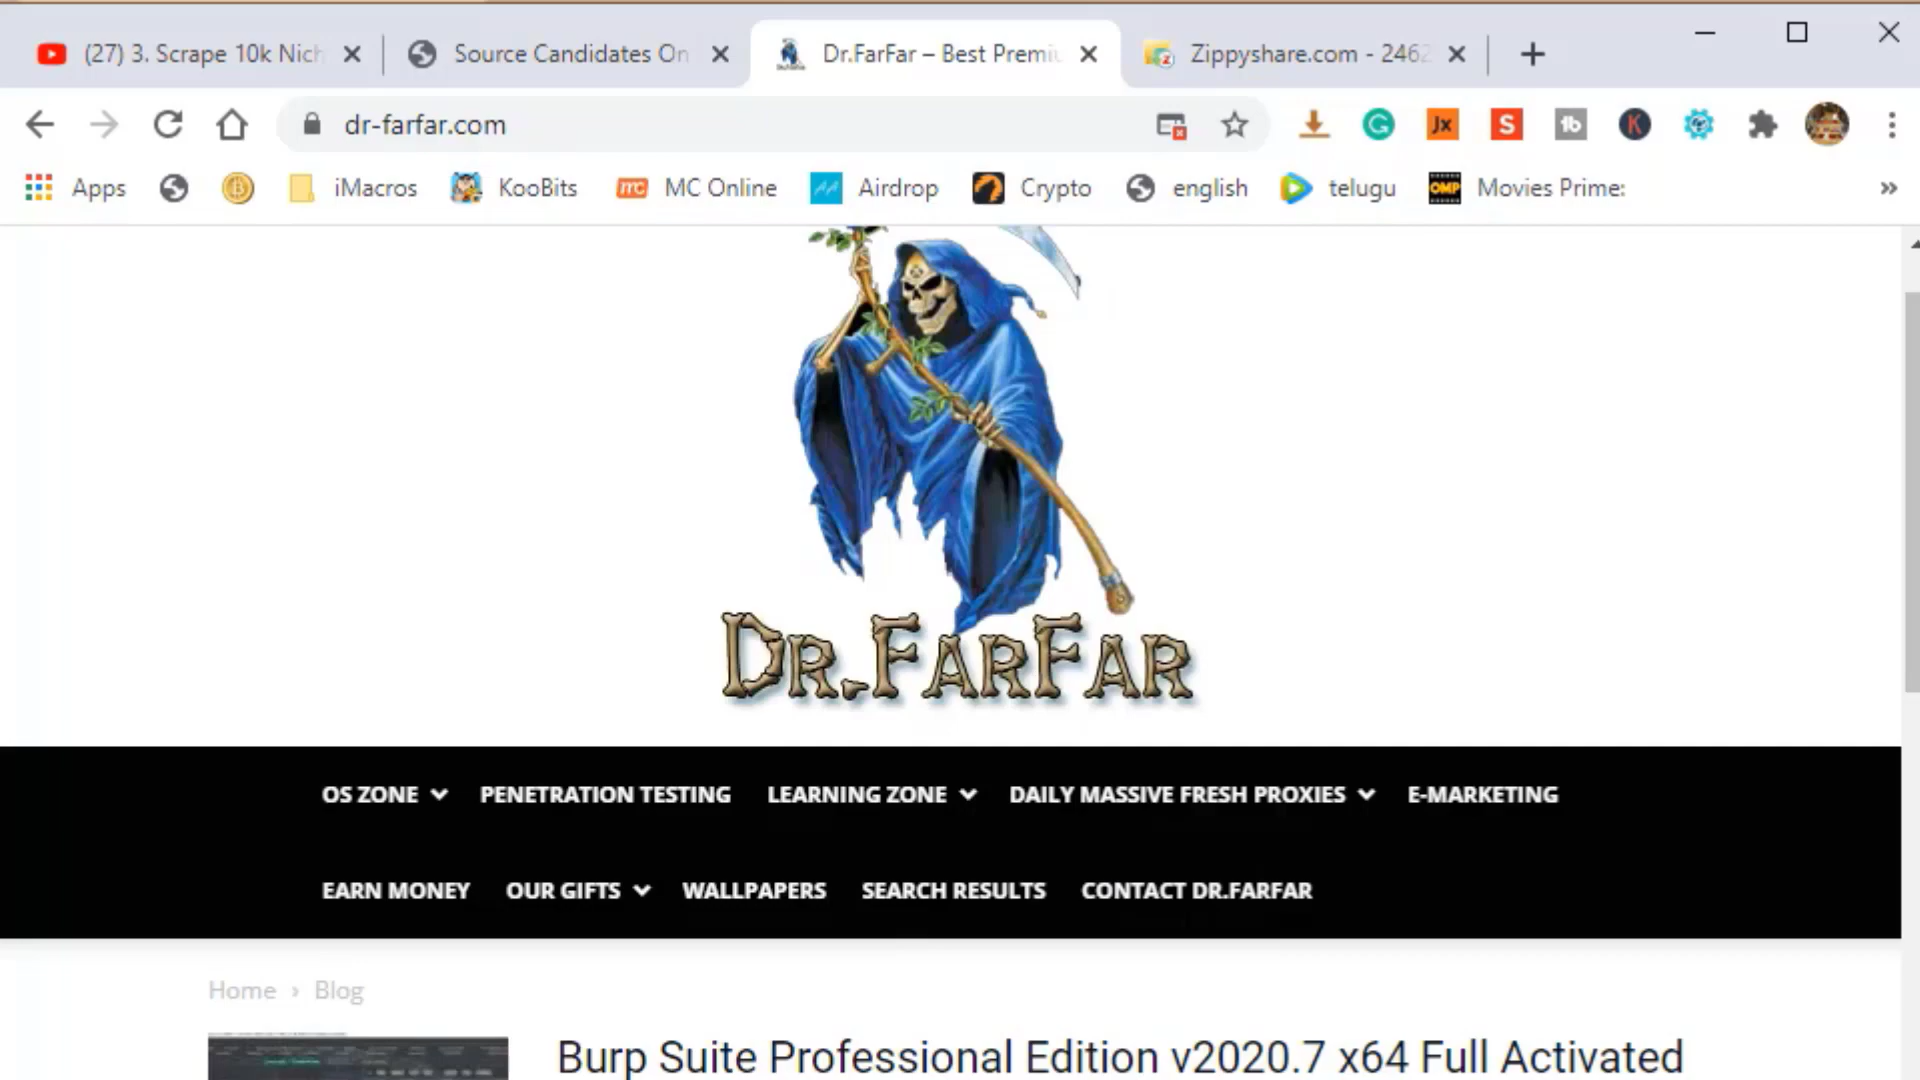 (27) 3. Scrape 10k Nich
Source Candidates On
Dr.FarFar – Best Premiu
Zippyshare.com - 2462
dr-farfar.com
Apps
iMacros
KooBits
MC Online
Airdrop
Crypto
english
telugu
Movies Prime:
Dr.FarFar
OS ZONE
PENETRATION TESTING
LEARNING ZONE
DAILY MASSIVE FRESH PROXIES
E-MARKETING
EARN MONEY
OUR GIFTS
WALLPAPERS
SEARCH RESULTS
CONTACT DR.FARFAR
Home › Blog
Burp Suite Professional Edition v2020.7 x64 Full Activated